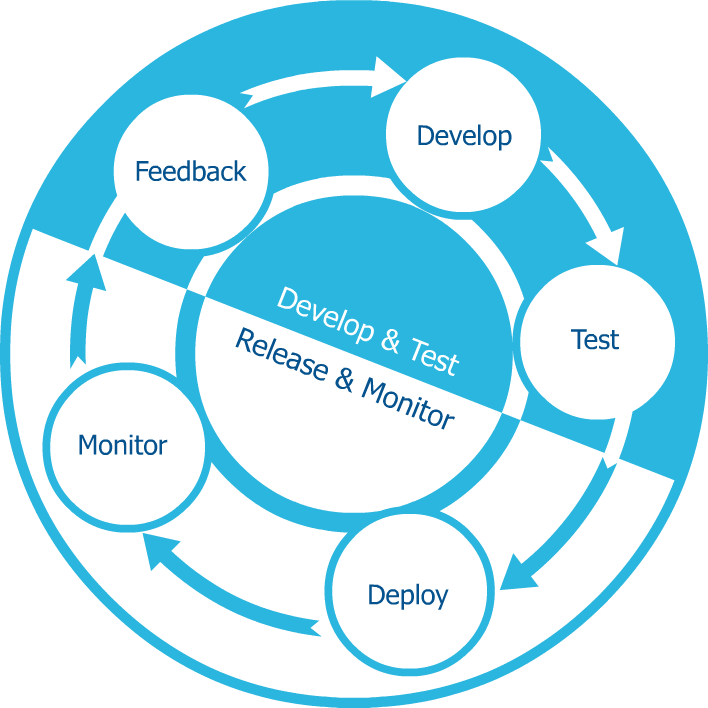 Develop
Feedback
Develop & Test
Release & Monitor
Test
Monitor
Deploy